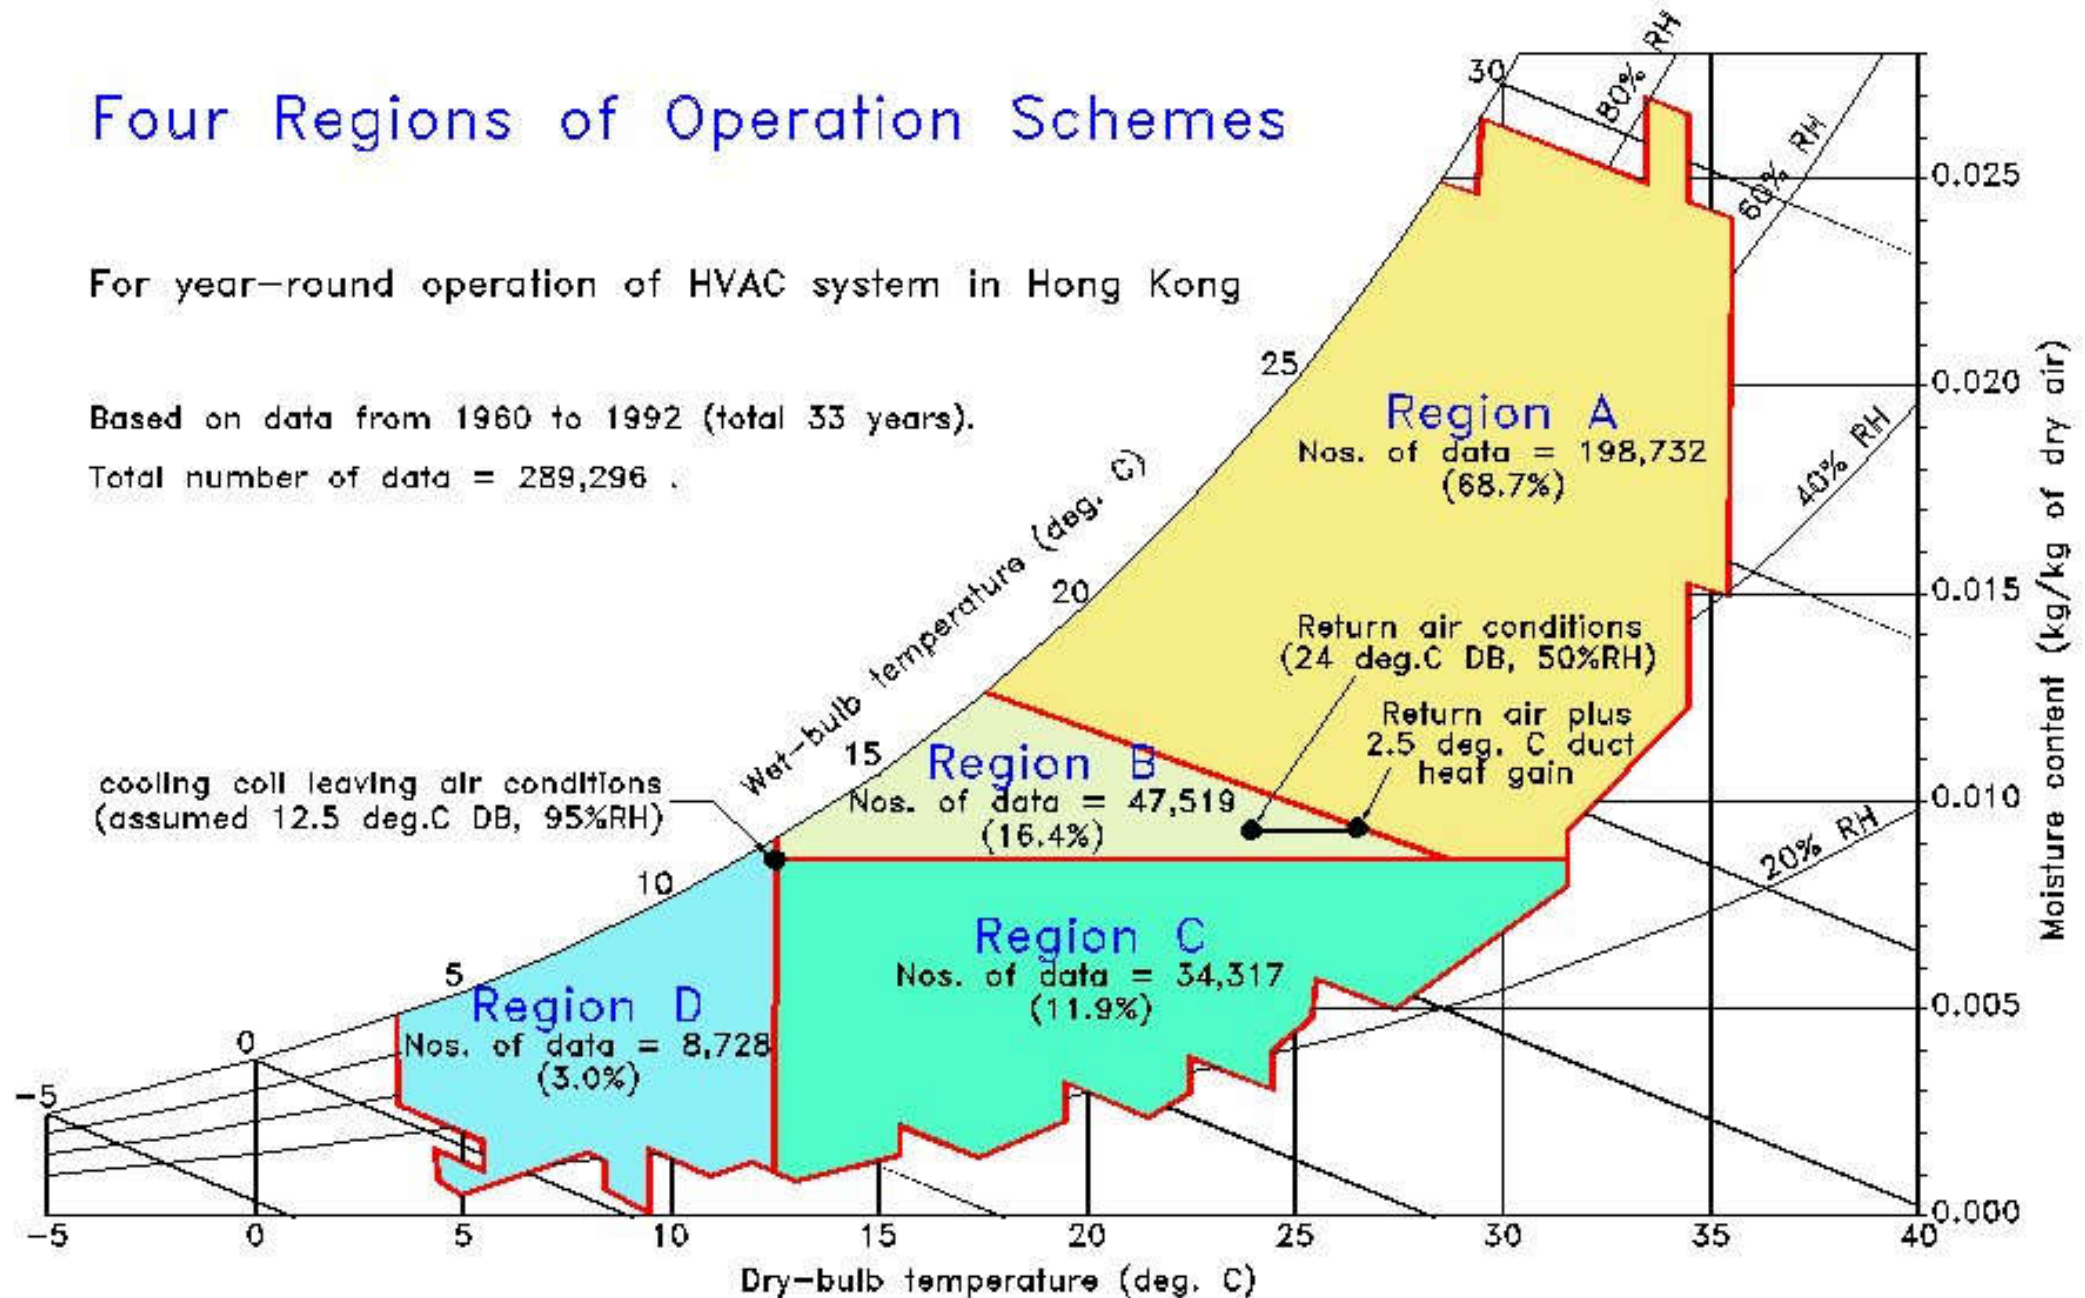 Four Regions of Operation Schemes
For year-round operation of HVAC system in Hong Kong
Based on data from 1960 to 1992 (total 33 years).
Total number of data = 289,296 .
30
80% RH
60% RH
40% RH
20% RH
25
20
15
10
5
0
-5
Wet-bulb temperature (deg. C)
Region A
Nos. of data = 198,732
(68.7%)
Return air conditions
(24 deg.C DB, 50%RH)
Return air plus
2.5 deg. C duct
heat gain
Region B
Nos. of data = 47,519
(16.4%)
cooling coil leaving air conditions
(assumed 12.5 deg.C DB, 95%RH)
Region C
Nos. of data = 34,317
(11.9%)
Region D
Nos. of data = 8,728
(3.0%)
0.025
0.020
0.015
0.010
0.005
0.000
Moisture content (kg/kg of dry air)
-5 0 5 10 15 20 25 30 35 40
Dry-bulb temperature (deg. C)